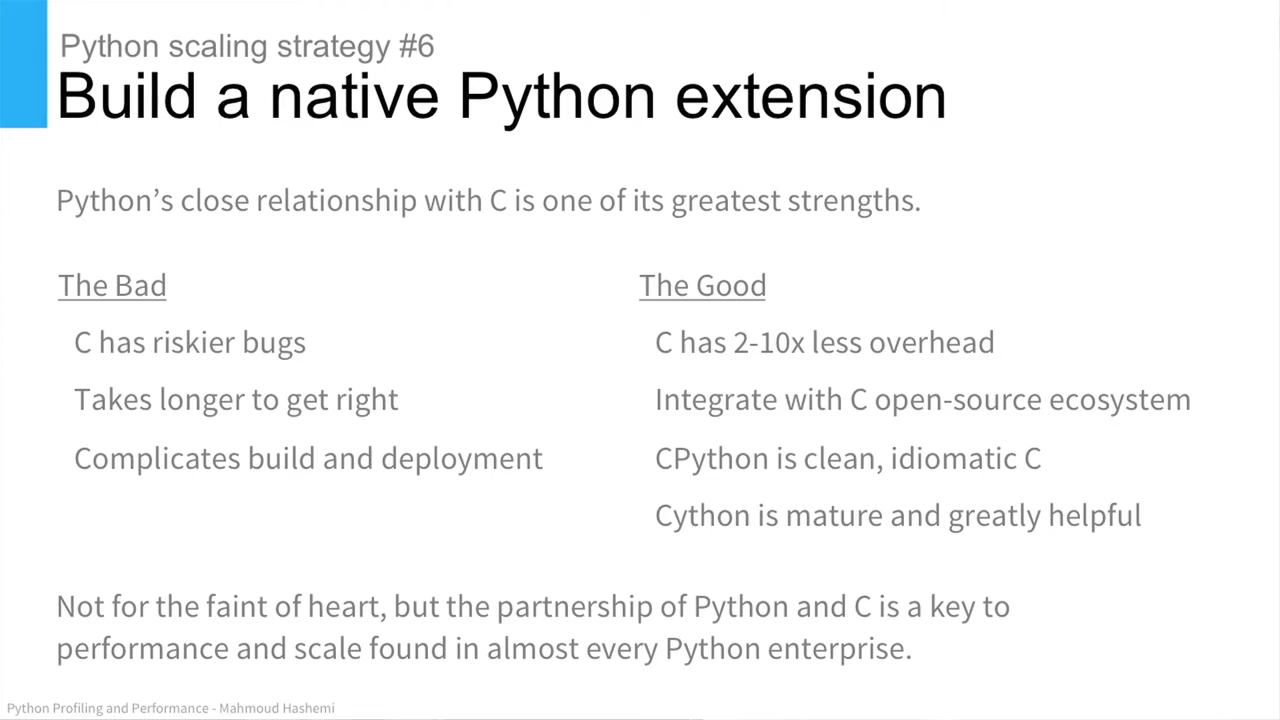 Python scaling strategy #6
Build a native Python extension
Python’s close relationship with C is one of its greatest strengths.
The Bad
C has riskier bugs
Takes longer to get right
Complicates build and deployment
The Good
C has 2-10x less overhead
Integrate with C open-source ecosystem
CPython is clean, idiomatic C
Cython is mature and greatly helpful
Not for the faint of heart, but the partnership of Python and C is a key to
performance and scale found in almost every Python enterprise.
Python Profiling and Performance - Mahmoud Hashemi